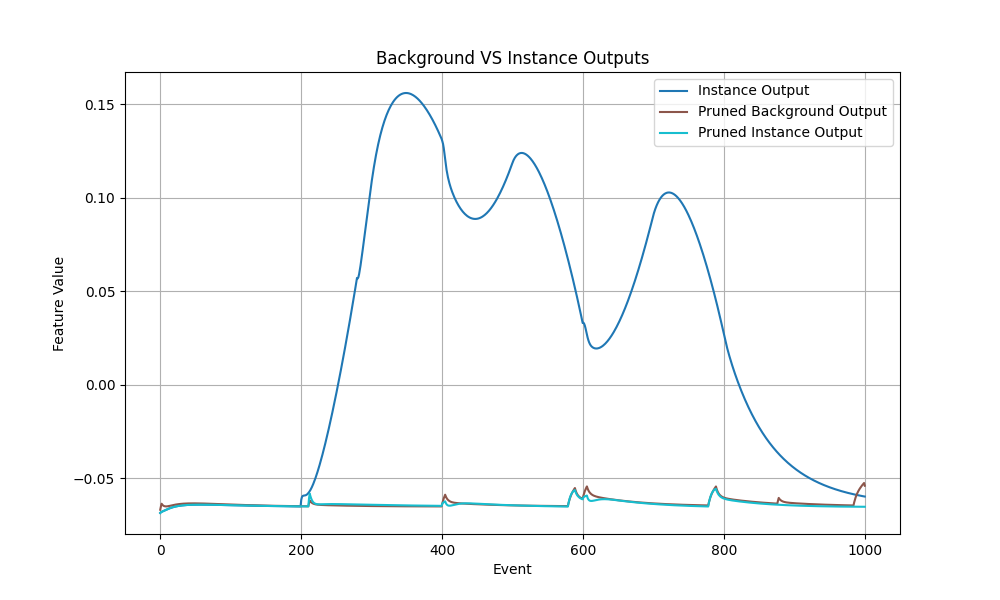 Background VS Instance Outputs
Instance Output
Pruned Background Output
Pruned Instance Output
0.15
0.10
0.05
0.00
−0.05
Feature Value
0 200 400 600 800 1000
Event